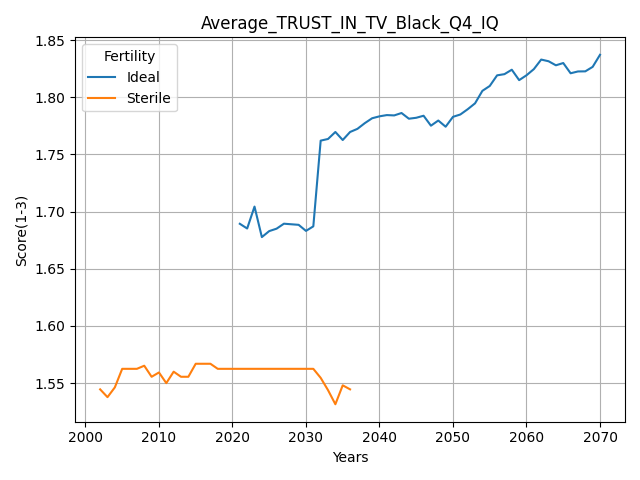 Average_TRUST_IN_TV_Black_Q4_IQ
Fertility
Ideal
Sterile
Score(1-3)
1.85
1.80
1.75
1.70
1.65
1.60
1.55
2000 2010 2020 2030 2040 2050 2060 2070
Years